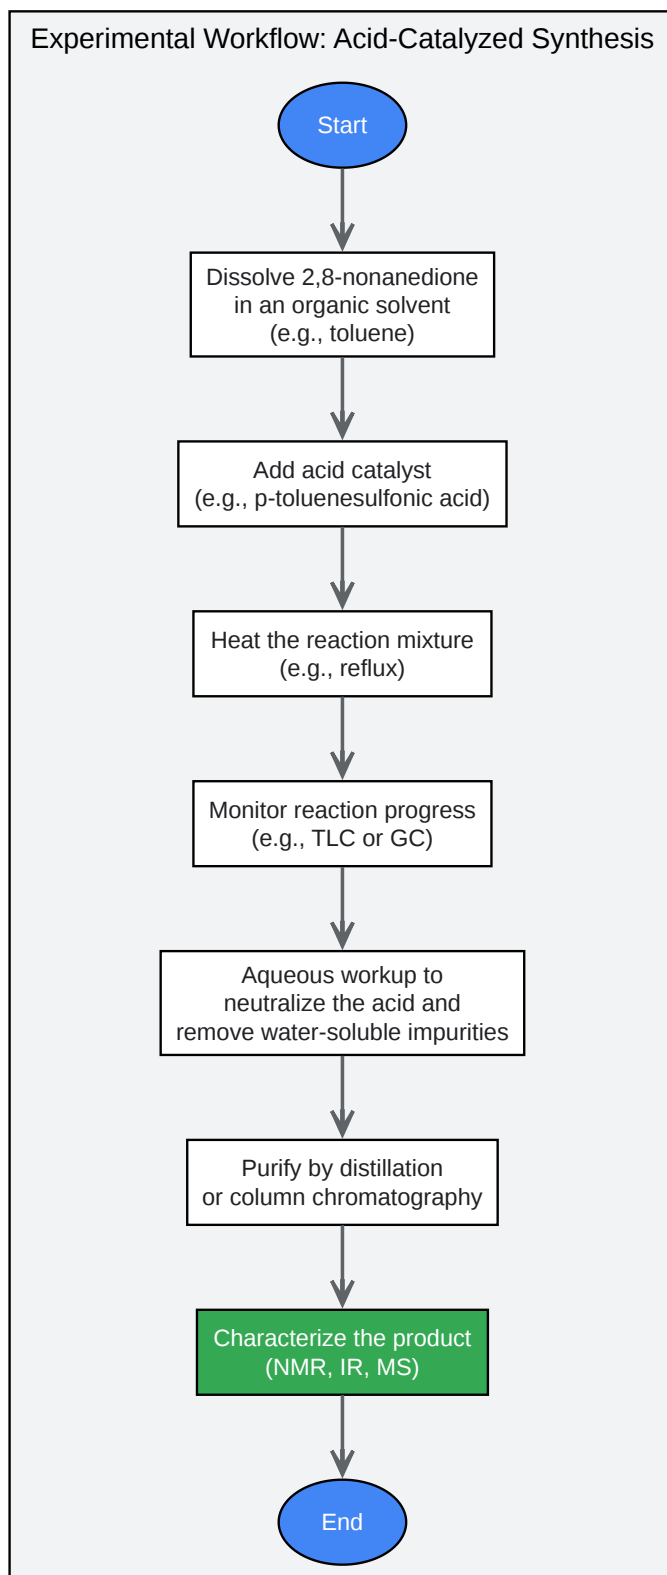 Experimental Workflow: Acid-Catalyzed Synthesis
Start
Dissolve 2,8-nonanedione
in an organic solvent
(e.g., toluene)
Add acid catalyst
(e.g., p-toluenesulfonic acid)
Heat the reaction mixture
(e.g., reflux)
Monitor reaction progress
(e.g., TLC or GC)
Aqueous workup to
neutralize the acid and
remove water-soluble impurities
Purify by distillation
or column chromatography
Characterize the product
(NMR, IR, MS)
End